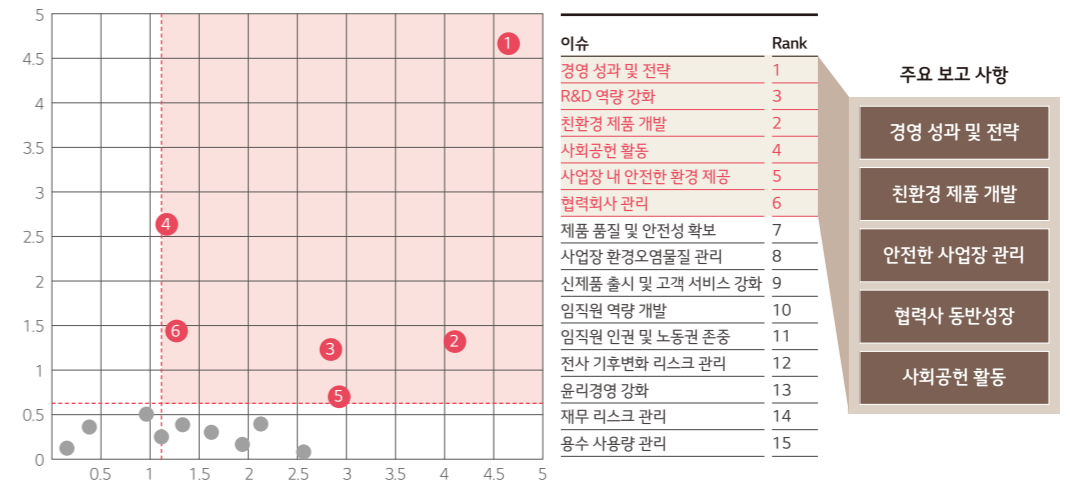 5
4.5
4
3.5
3
2.5
2
1.5
1
0.5
0
0.5 1 1.5 2 2.5 3 3.5 4 4.5 5
1
4
6
3
2
5
이슈 Rank
경영 성과 및 전략 1
R&D 역량 강화 3
친환경 제품 개발 2
사회공헌 활동 4
사업장 내 안전한 환경 제공 5
협력회사 관리 6
제품 품질 및 안전성 확보 7
사업장 환경오염물질 관리 8
신제품 출시 및 고객 서비스 강화 9
임직원 역량 개발 10
임직원 인권 및 노동권 존중 11
전사 기후변화 리스크 관리 12
윤리경영 강화 13
재무 리스크 관리 14
용수 사용량 관리 15
주요 보고 사항
경영 성과 및 전략
친환경 제품 개발
안전한 사업장 관리
협력사 동반성장
사회공헌 활동